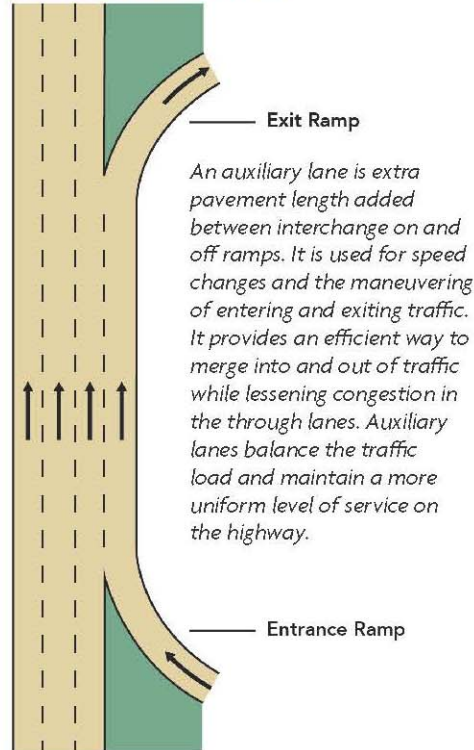 Exit Ramp
An auxiliary lane is extra
pavement length added
between interchange on and
off ramps. It is used for speed
changes and the maneuvering
of entering and exiting traffic.
It provides an efficient way to
merge into and out of traffic
while lessening congestion in
the through lanes. Auxiliary
lanes balance the traffic
load and maintain a more
uniform level of service on
the highway.
Entrance Ramp